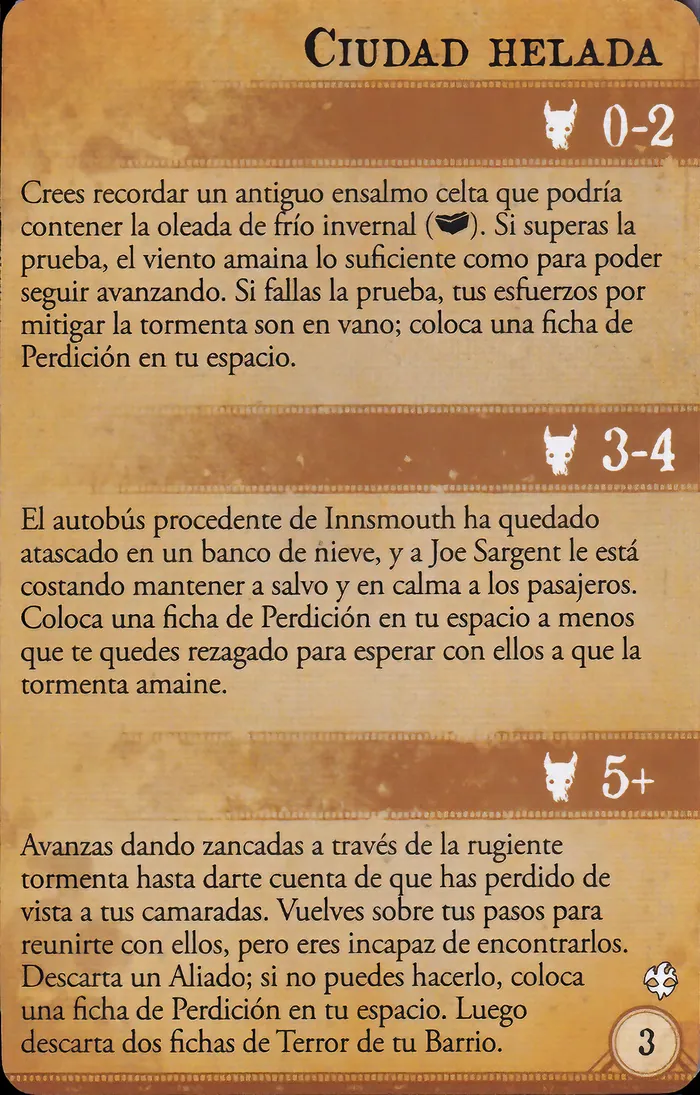 Ciudad helada
0-2
Crees recordar un antiguo ensalmo celta que podría
contener la oleada de frío invernal (). Si superas la
prueba, el viento amaina lo suficiente como para poder
seguir avanzando. Si fallas la prueba, tus esfuerzos por
mitigar la tormenta son en vano; coloca una ficha de
Perdición en tu espacio.
3-4
El autobús procedente de Innsmouth ha quedado
atascado en un banco de nieve, y a Joe Sargent le está
costando mantener a salvo y en calma a los pasajeros.
Coloca una ficha de Perdición en tu espacio a menos
que te quedes rezagado para esperar con ellos a que la
tormenta amaine.
5+
Avanzas dando zancadas a través de la rugiente
tormenta hasta darte cuenta de que has perdido de
vista a tus camaradas. Vuelves sobre tus pasos para
reunirte con ellos, pero eres incapaz de encontrarlos.
Descarta un Aliado; si no puedes hacerlo, coloca
una ficha de Perdición en tu espacio. Luego
descarta dos fichas de Terror de tu Barrio.
3